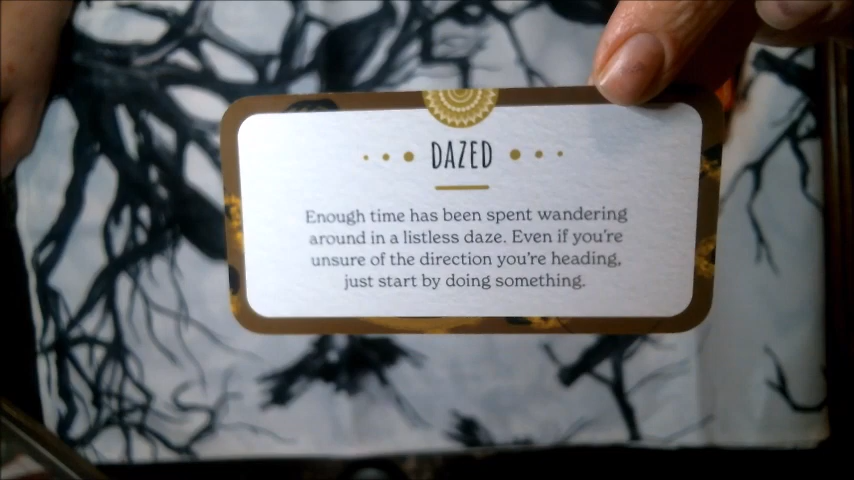 DAZED
Enough time has been spent wandering
around in a listless daze. Even if you're
unsure of the direction you're heading,
just start by doing something.